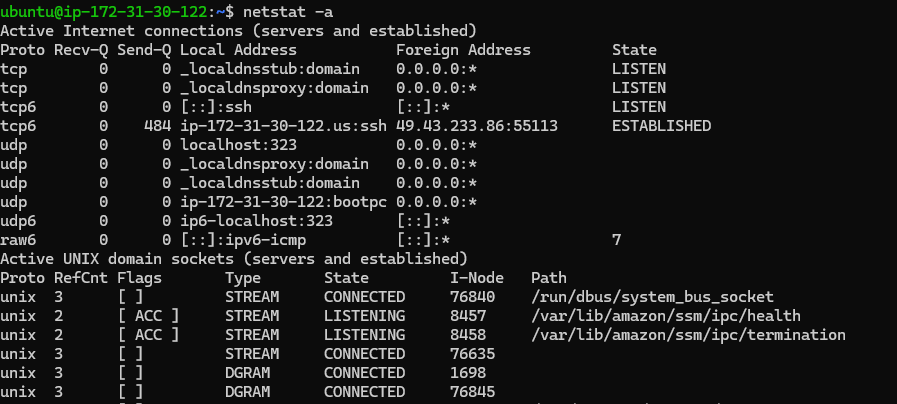 ubuntu@ip-172-31-30-122:~$ netstat -a
Active Internet connections (servers and established)
Proto Recv-Q Send-Q Local Address           Foreign Address         State
tcp        0      0 _localdnsstub:domain    0.0.0.0:*               LISTEN
tcp        0      0 _localdnsproxy:domain   0.0.0.0:*               LISTEN
tcp6       0      0 [::]:ssh                [::]:*                  LISTEN
tcp6       0    484 ip-172-31-30-122.us:ssh 49.43.233.86:55113      ESTABLISHED
udp        0      0 localhost:323           0.0.0.0:*
udp        0      0 _localdnsproxy:domain   0.0.0.0:*
udp        0      0 _localdnsstub:domain    0.0.0.0:*
udp        0      0 ip-172-31-30-122:bootpc 0.0.0.0:*
udp6       0      0 ip6-localhost:323       [::]:*
raw6       0      0 [::]:ipv6-icmp          [::]:*                  7
Active UNIX domain sockets (servers and established)
Proto RefCnt Flags       Type       State         I-Node   Path
unix  3      [ ]         STREAM     CONNECTED     76840    /run/dbus/system_bus_socket
unix  2      [ ACC ]     STREAM     LISTENING     8457     /var/lib/amazon/ssm/ipc/health
unix  2      [ ACC ]     STREAM     LISTENING     8458     /var/lib/amazon/ssm/ipc/termination
unix  3      [ ]         STREAM     CONNECTED     76635
unix  3      [ ]         DGRAM      CONNECTED     1698
unix  3      [ ]         DGRAM      CONNECTED     76845